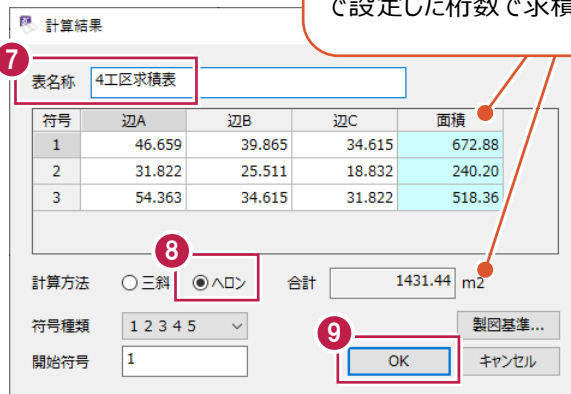 で設定した桁数で求積
計算結果
7
表名称 4工区求積表
符号 辺A 辺B 辺C 面積
1 46.659 39.865 34.615 672.88
2 31.822 25.511 18.832 240.20
3 54.363 34.615 31.822 518.36
8
計算方法 三斜 ヘロン 合計 1431.44 m2
符号種類 1 2 3 4 5 製図基準...
9
開始符号 1 OK キャンセル